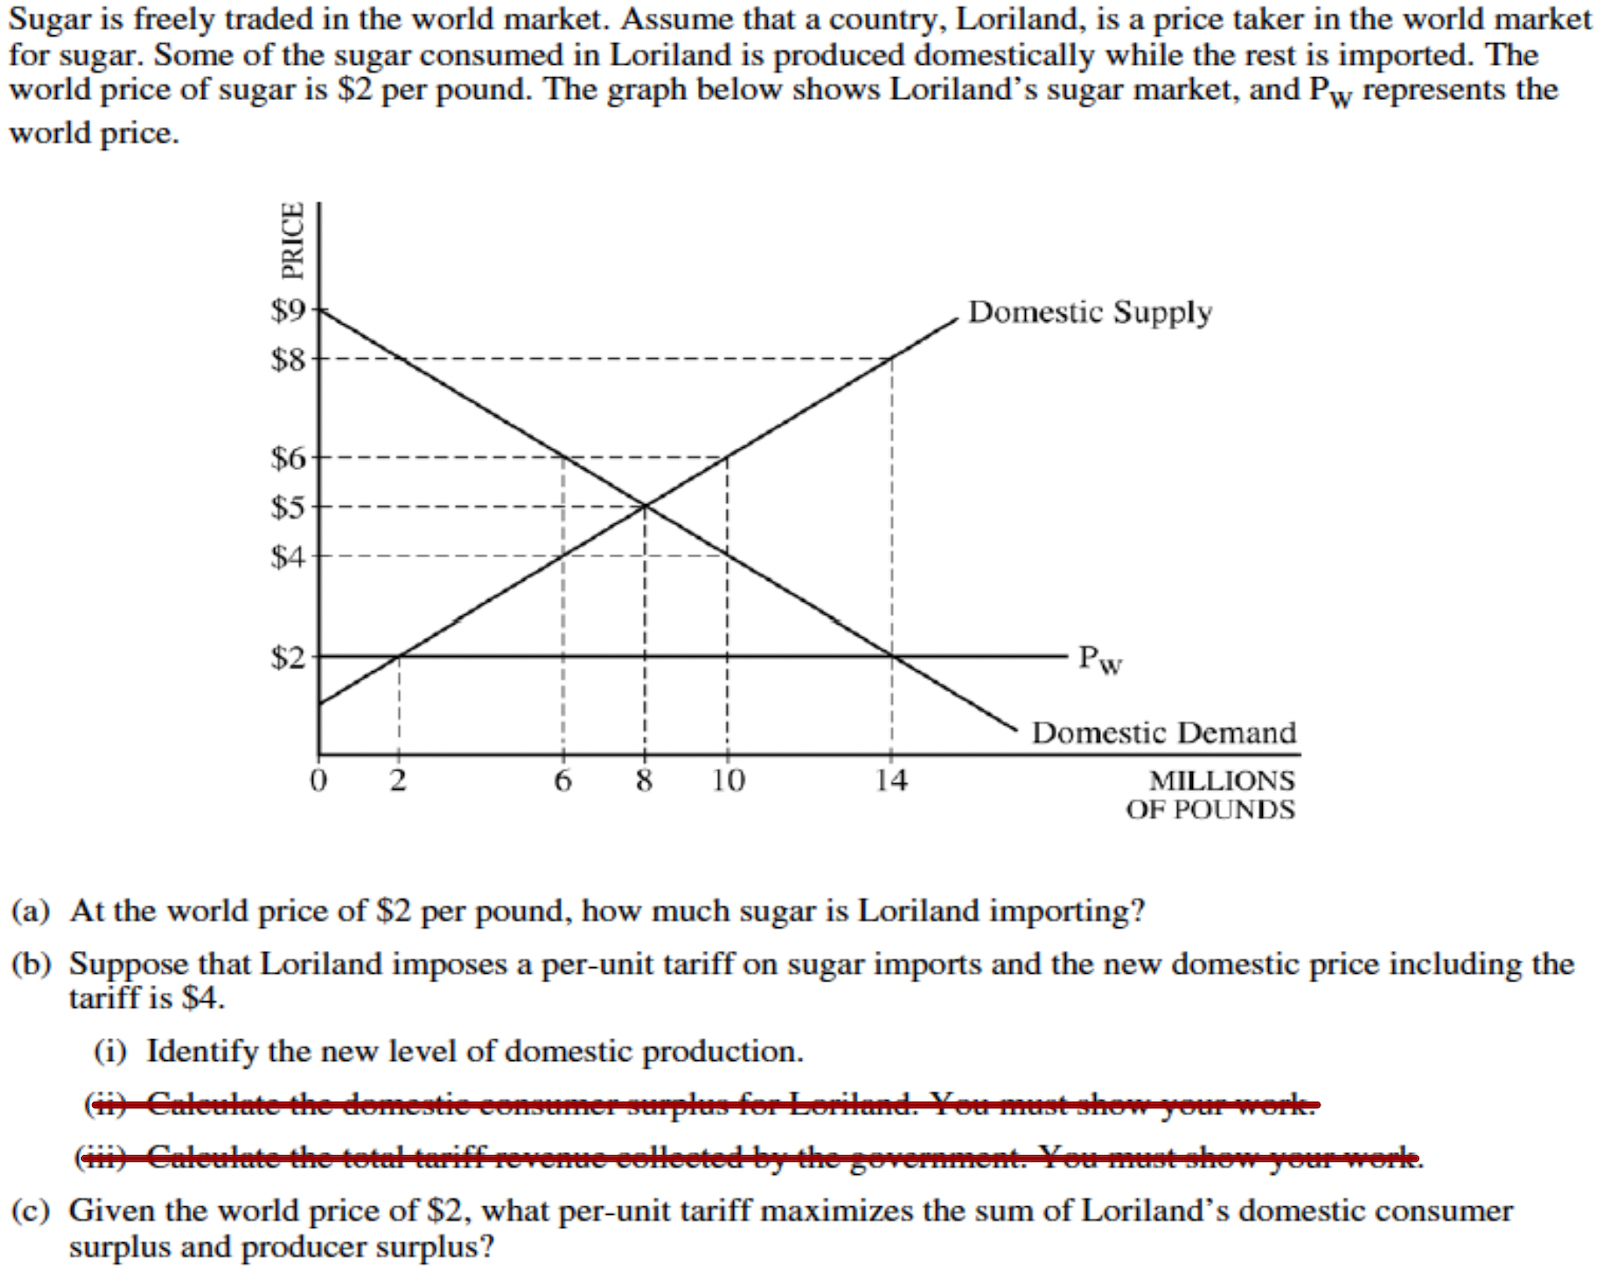 Sugar is freely traded in the world market. Assume that a country, Loriland, is a price taker in the world market
for sugar. Some of the sugar consumed in Loriland is produced domestically while the rest is imported. The
world price of sugar is $2 per pound. The graph below shows Loriland's sugar market, and PW represents the
world price.
PRICE
$9
Domestic Supply
$8
$6
$5
$4
$2
PW
Domestic Demand
0 2 6 8 10 14 MILLIONS
OF POUNDS
(a) At the world price of $2 per pound, how much sugar is Loriland importing?
(b) Suppose that Loriland imposes a per-unit tariff on sugar imports and the new domestic price including the
tariff is $4.
(i) Identify the new level of domestic production.
(ii) Calculate the domestic consumer surplus for Loriland. You must show your work.
(iii) Calculate the total tariff revenue collected by the government. You must show your work.
(c) Given the world price of $2, what per-unit tariff maximizes the sum of Loriland's domestic consumer
surplus and producer surplus?